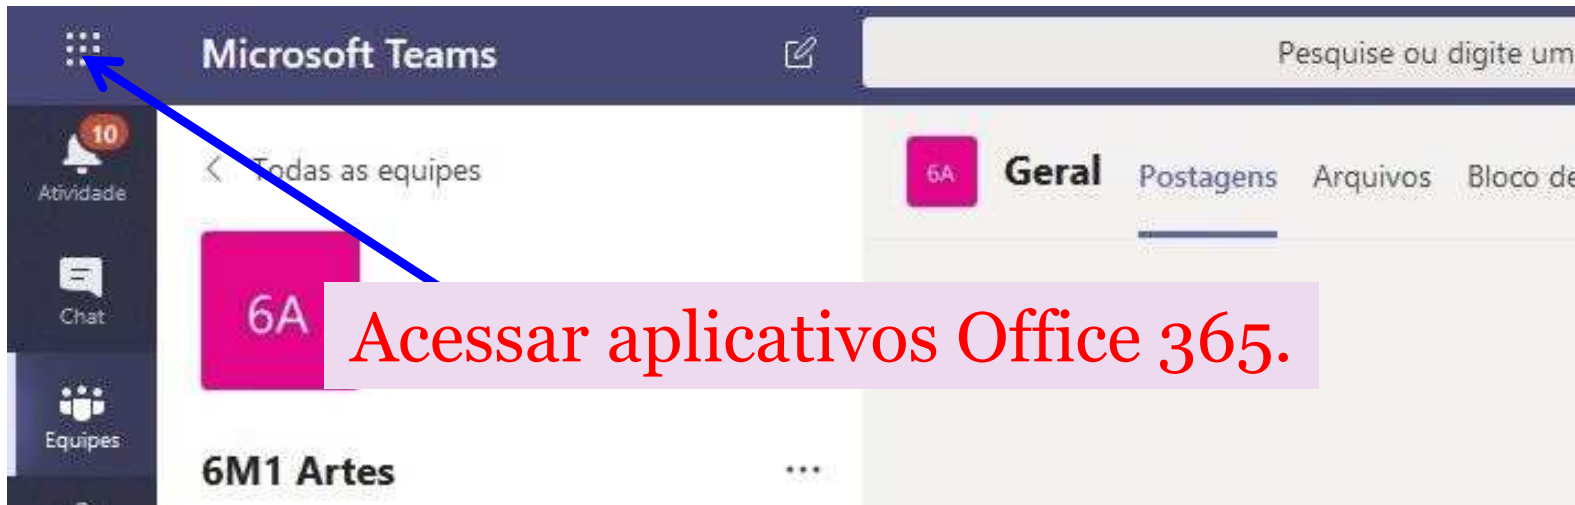 Microsoft Teams
Pesquise ou digite um
10
Atividade
Todas as equipes
6A
Geral
Postagens
Arquivos
Bloco de
Chat
6A
Acessar aplicativos Office 365.
Equipes
6M1 Artes
...